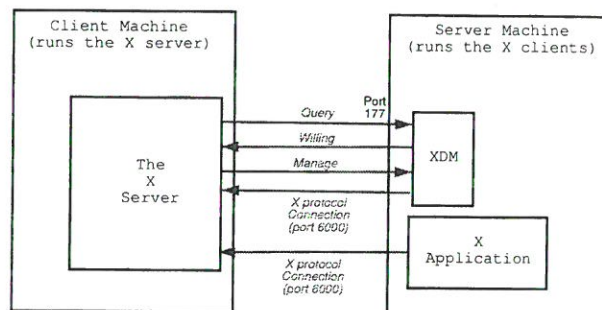 Client Machine
(runs the X server)
Server Machine
(runs the X clients)
Port
177
Query
Willing
Manage
X protocol
Connection
(port 6000)
XDM
The
X
Server
X
Application
X protocol
Connection
(port 6000)